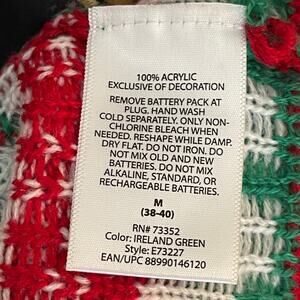 100% ACRYLIC
EXCLUSIVE OF DECORATION
REMOVE BATTERY PACK AT
PLUG. HAND WASH
COLD SEPARATELY. ONLY NON-
CHLORINE BLEACH WHEN
NEEDED. RESHAPE WHILE DAMP.
DRY FLAT. DO NOT IRON. DO
NOT MIX OLD AND NEW
BATTERIES. DO NOT MIX
ALKALINE, STANDARD, OR
RECHARGEABLE BATTERIES.
M
(38-40)
RN# 73352
Color: IRELAND GREEN
Style: E73227
EAN/UPC 88990146120